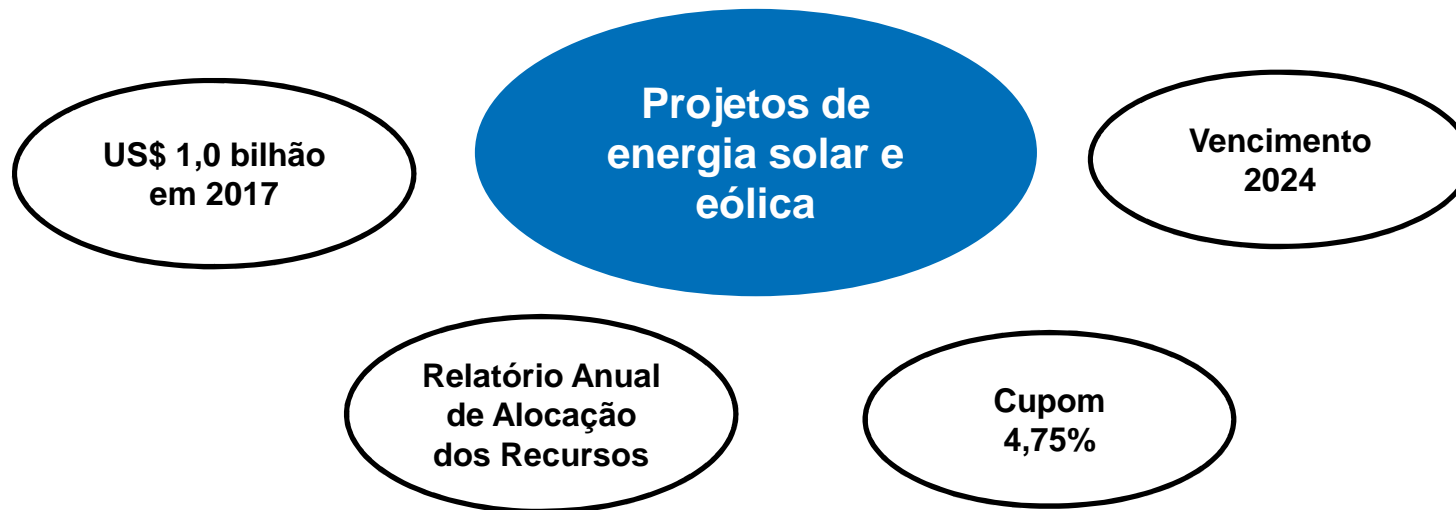 US$ 1,0 bilhão
em 2017
Projetos de
energia solar e
eólica
Vencimento
2024
Relatório Anual
de Alocação
dos Recursos
Cupom
4,75%